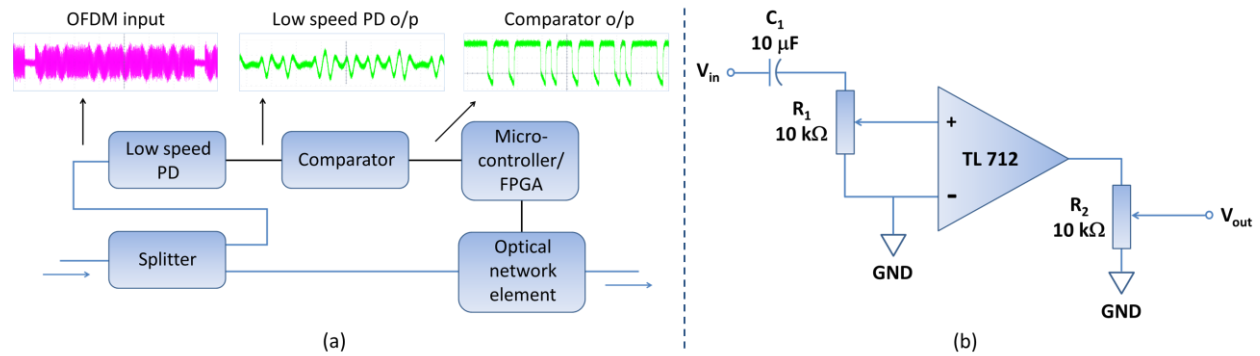 OFDM input
Low speed PD o/p
Comparator o/p
Low speed
PD
Comparator
Micro-
controller/
FPGA
Splitter
Optical
network
element
(a)
C1
10 μF
Vin
R1
10 kΩ
+
TL 712
-
GND
R2
10 kΩ
Vout
GND
(b)